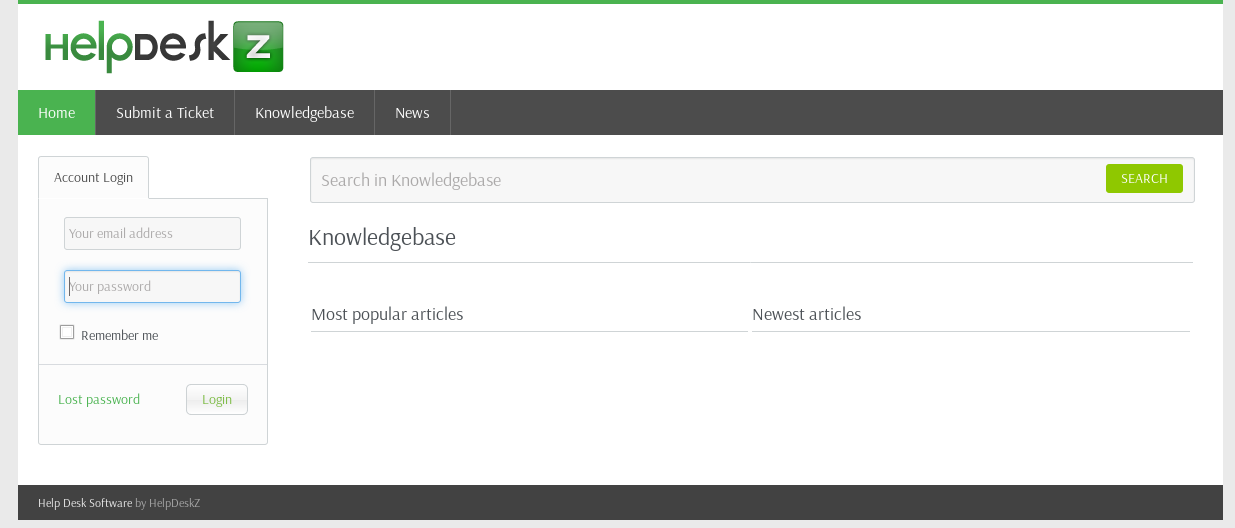 HelpDesk Z
Home
Submit a Ticket
Knowledgebase
News
Account Login
Your email address
Your password
Remember me
Lost password
Login
Search in Knowledgebase
SEARCH
Knowledgebase
Most popular articles
Newest articles
Help Desk Software by HelpDeskZ